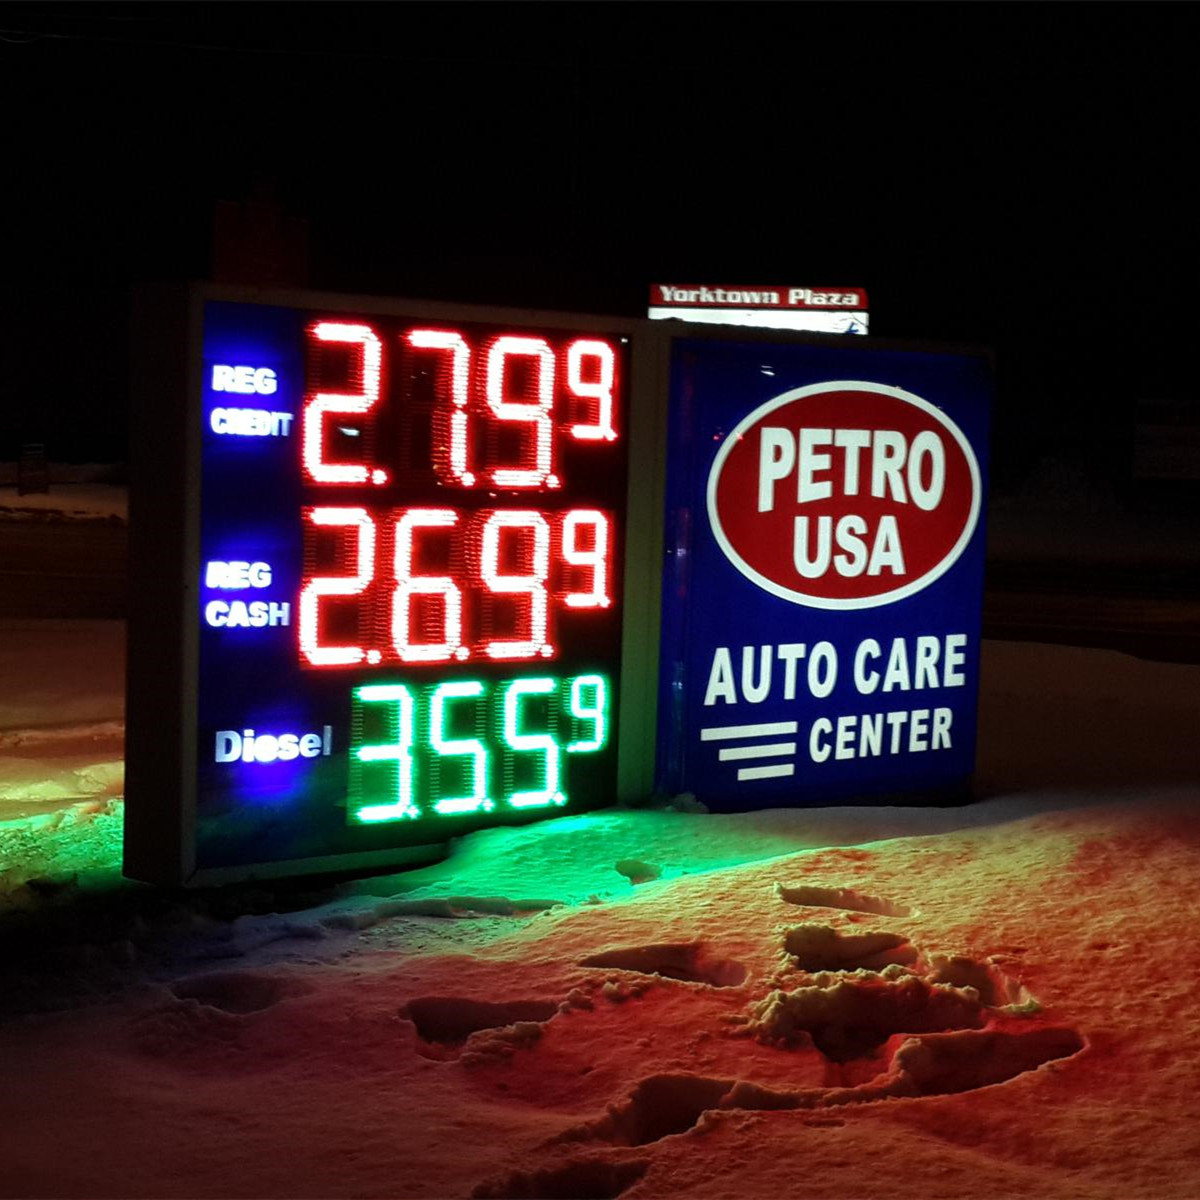 Yorktown Plaza
REG
CREDIT
2.79 9
REG
CASH
2.69 9
Diesel
3.55 9
PETRO
USA
AUTO CARE
CENTER